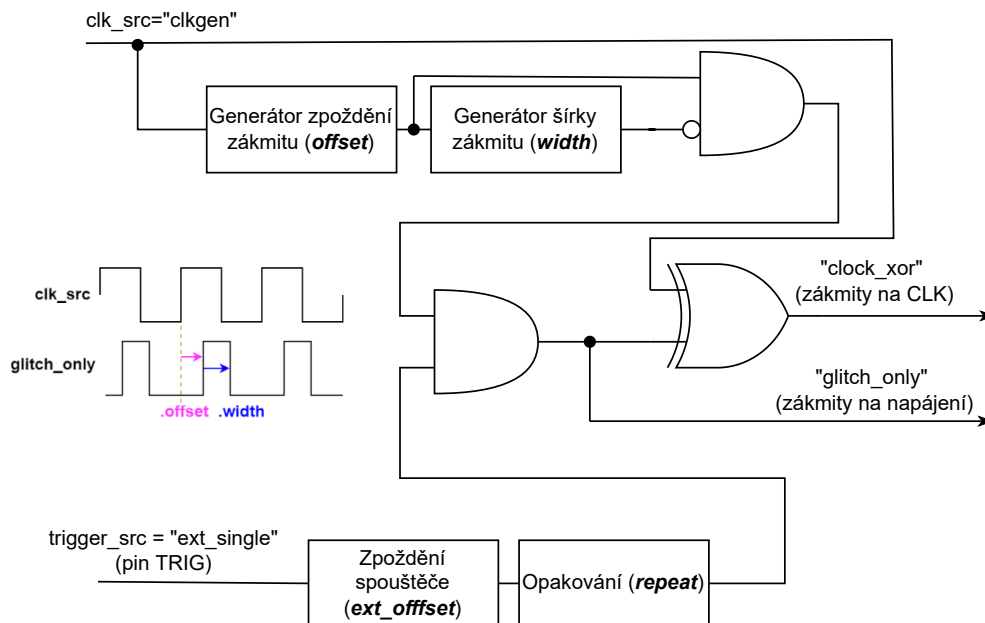 clk_src="clkgen"
Generátor zpoždění
zákmitu (offset)
Generátor šírky
zákmitu (width)
clk_src
glitch_only
.offset
.width
"clock_xor"
(zákmity na CLK)
"glitch_only"
(zákmity na napájení)
trigger_src = "ext_single"
(pin TRIG)
Zpoždění
spouštěče
(ext_offfset)
Opakování (repeat)